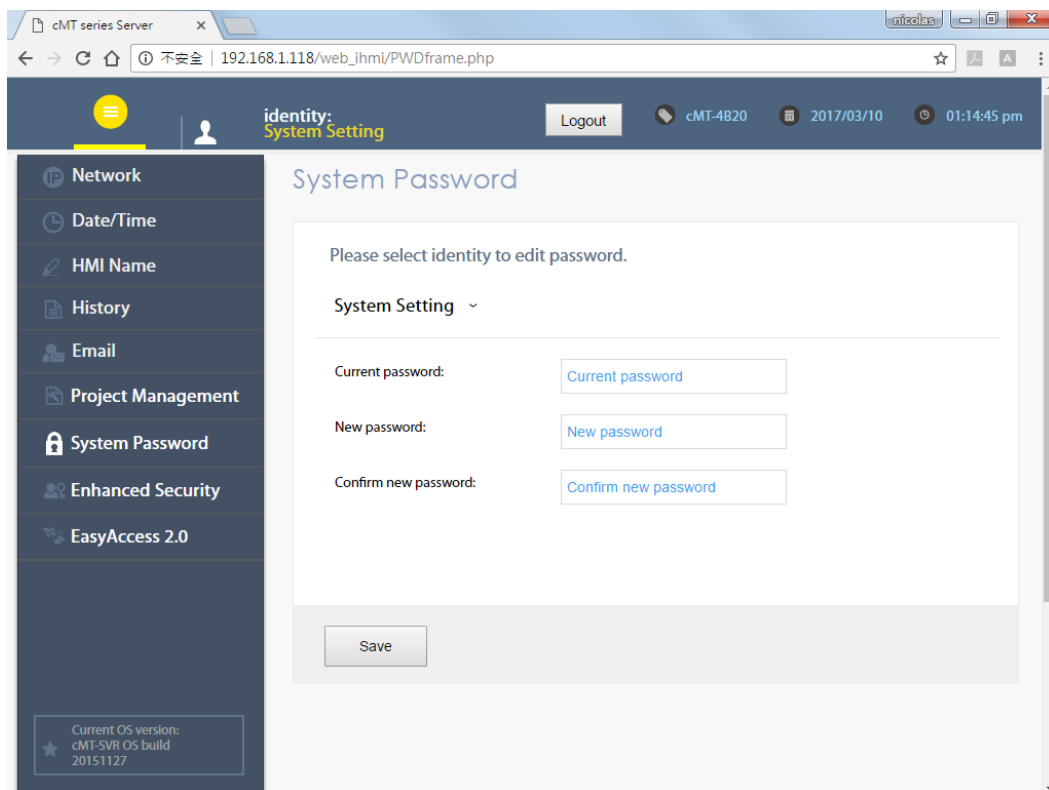 cMT series Server
nicolas
不安全 | 192.168.1.118/web_ihmi/PWDframe.php
identity:
System Setting
Logout
cMT-4B20
2017/03/10
01:14:45 pm
Network
Date/Time
HMI Name
History
Email
Project Management
System Password
Enhanced Security
EasyAccess 2.0
Current OS version:
cMT-SVR OS build
20151127
System Password
Please select identity to edit password.
System Setting
Current password:
Current password
New password:
New password
Confirm new password:
Confirm new password
Save